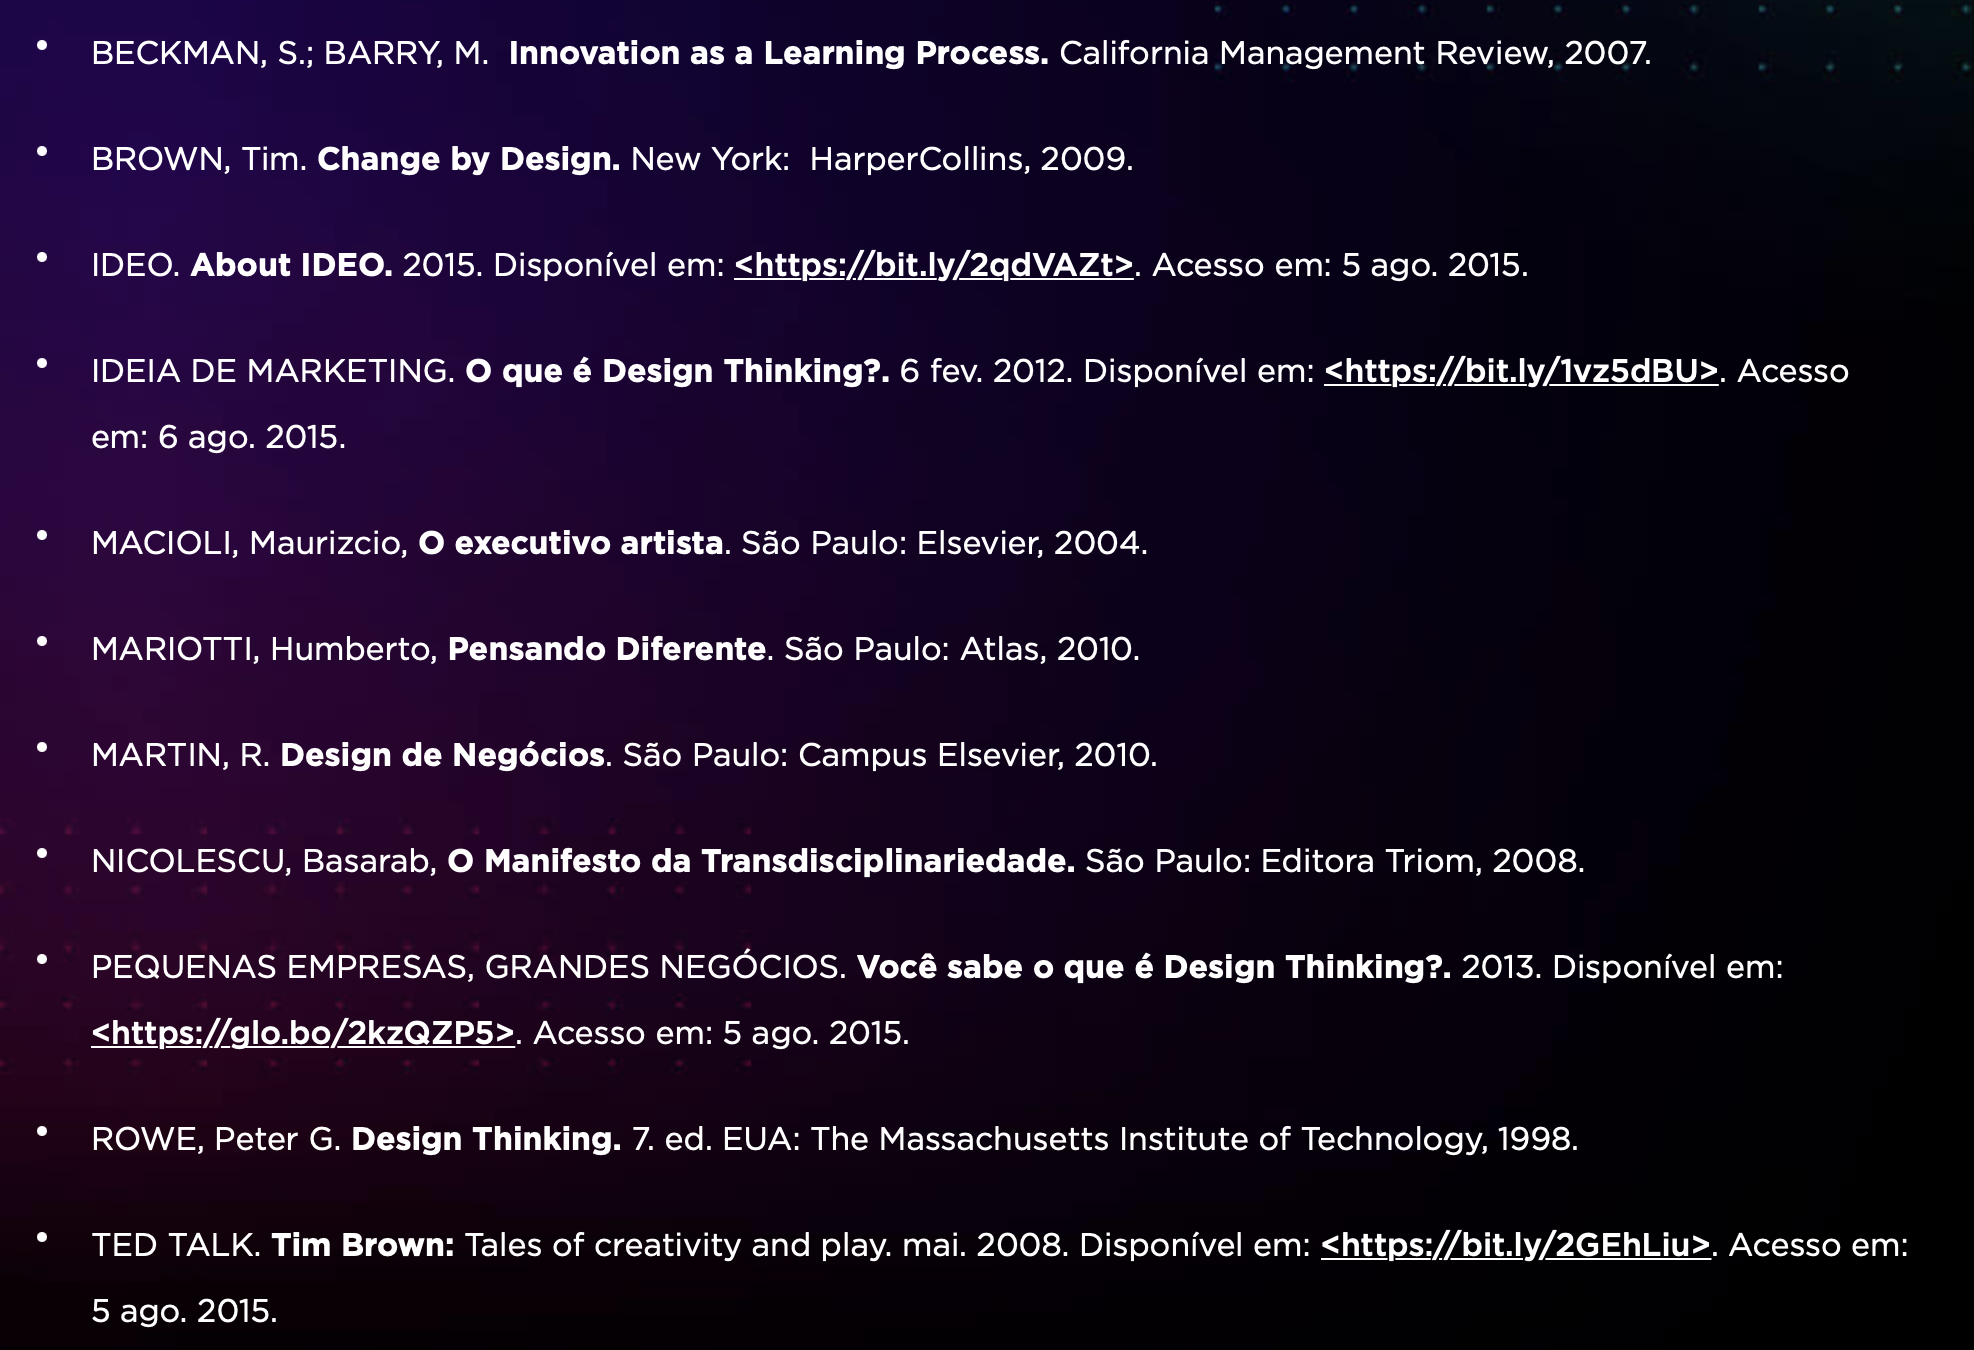 • BECKMAN, S.; BARRY, M.  Innovation as a Learning Process. California Management Review, 2007.
• BROWN, Tim. Change by Design. New York:  HarperCollins, 2009.
• IDEO. About IDEO. 2015. Disponível em: <https://bit.ly/2qdVAZt>. Acesso em: 5 ago. 2015.
• IDEIA DE MARKETING. O que é Design Thinking?. 6 fev. 2012. Disponível em: <https://bit.ly/1vz5dBU>. Acesso
em: 6 ago. 2015.
• MACIOLI, Maurizcio, O executivo artista. São Paulo: Elsevier, 2004.
• MARIOTTI, Humberto, Pensando Diferente. São Paulo: Atlas, 2010.
• MARTIN, R. Design de Negócios. São Paulo: Campus Elsevier, 2010.
• NICOLESCU, Basarab, O Manifesto da Transdisciplinariedade. São Paulo: Editora Triom, 2008.
• PEQUENAS EMPRESAS, GRANDES NEGÓCIOS. Você sabe o que é Design Thinking?. 2013. Disponível em:
<https://glo.bo/2kzQZP5>. Acesso em: 5 ago. 2015.
• ROWE, Peter G. Design Thinking. 7. ed. EUA: The Massachusetts Institute of Technology, 1998.
• TED TALK. Tim Brown: Tales of creativity and play. mai. 2008. Disponível em: <https://bit.ly/2GEhLiu>. Acesso em:
5 ago. 2015.